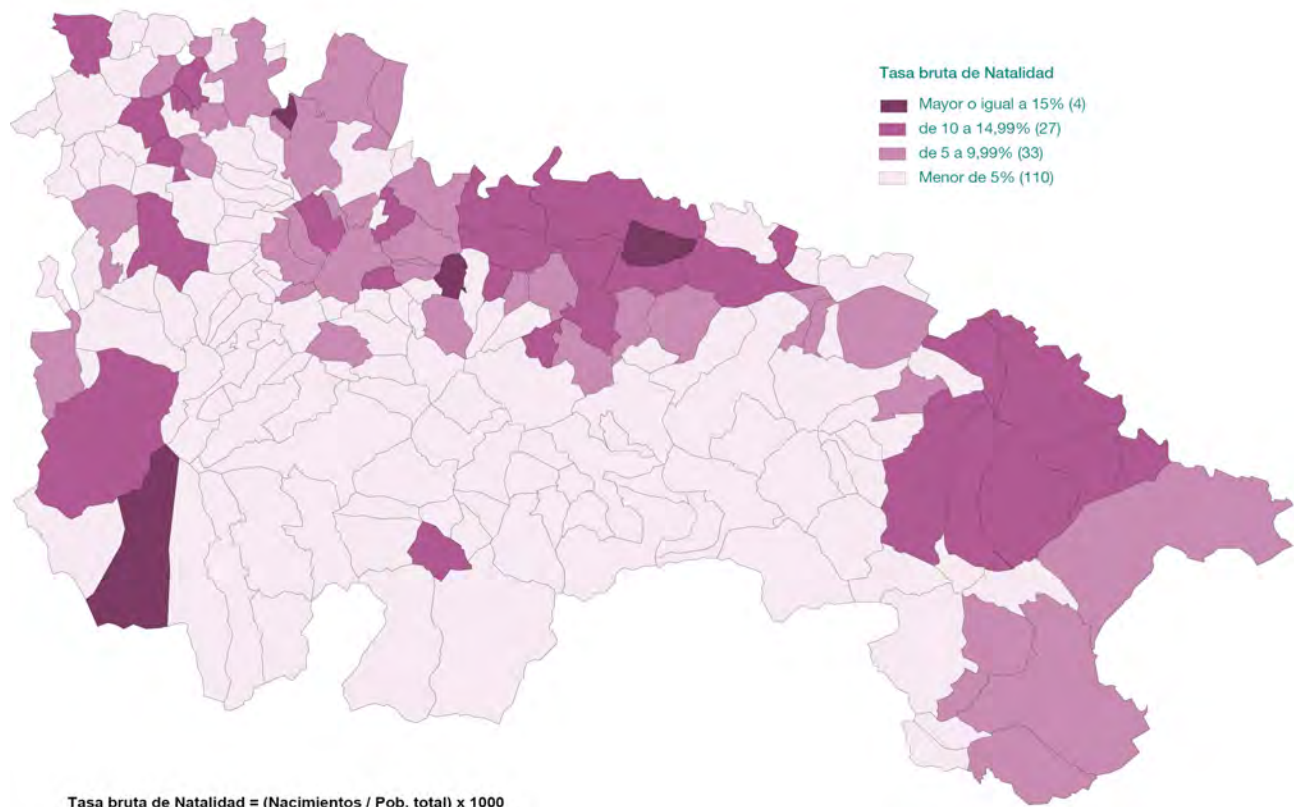 Tasa bruta de Natalidad
Mayor o igual a 15% (4)
de 10 a 14,99% (27)
de 5 a 9,99% (33)
Menor de 5% (110)
Tasa bruta de Natalidad = (Nacimientos / Pob. total) x 1000